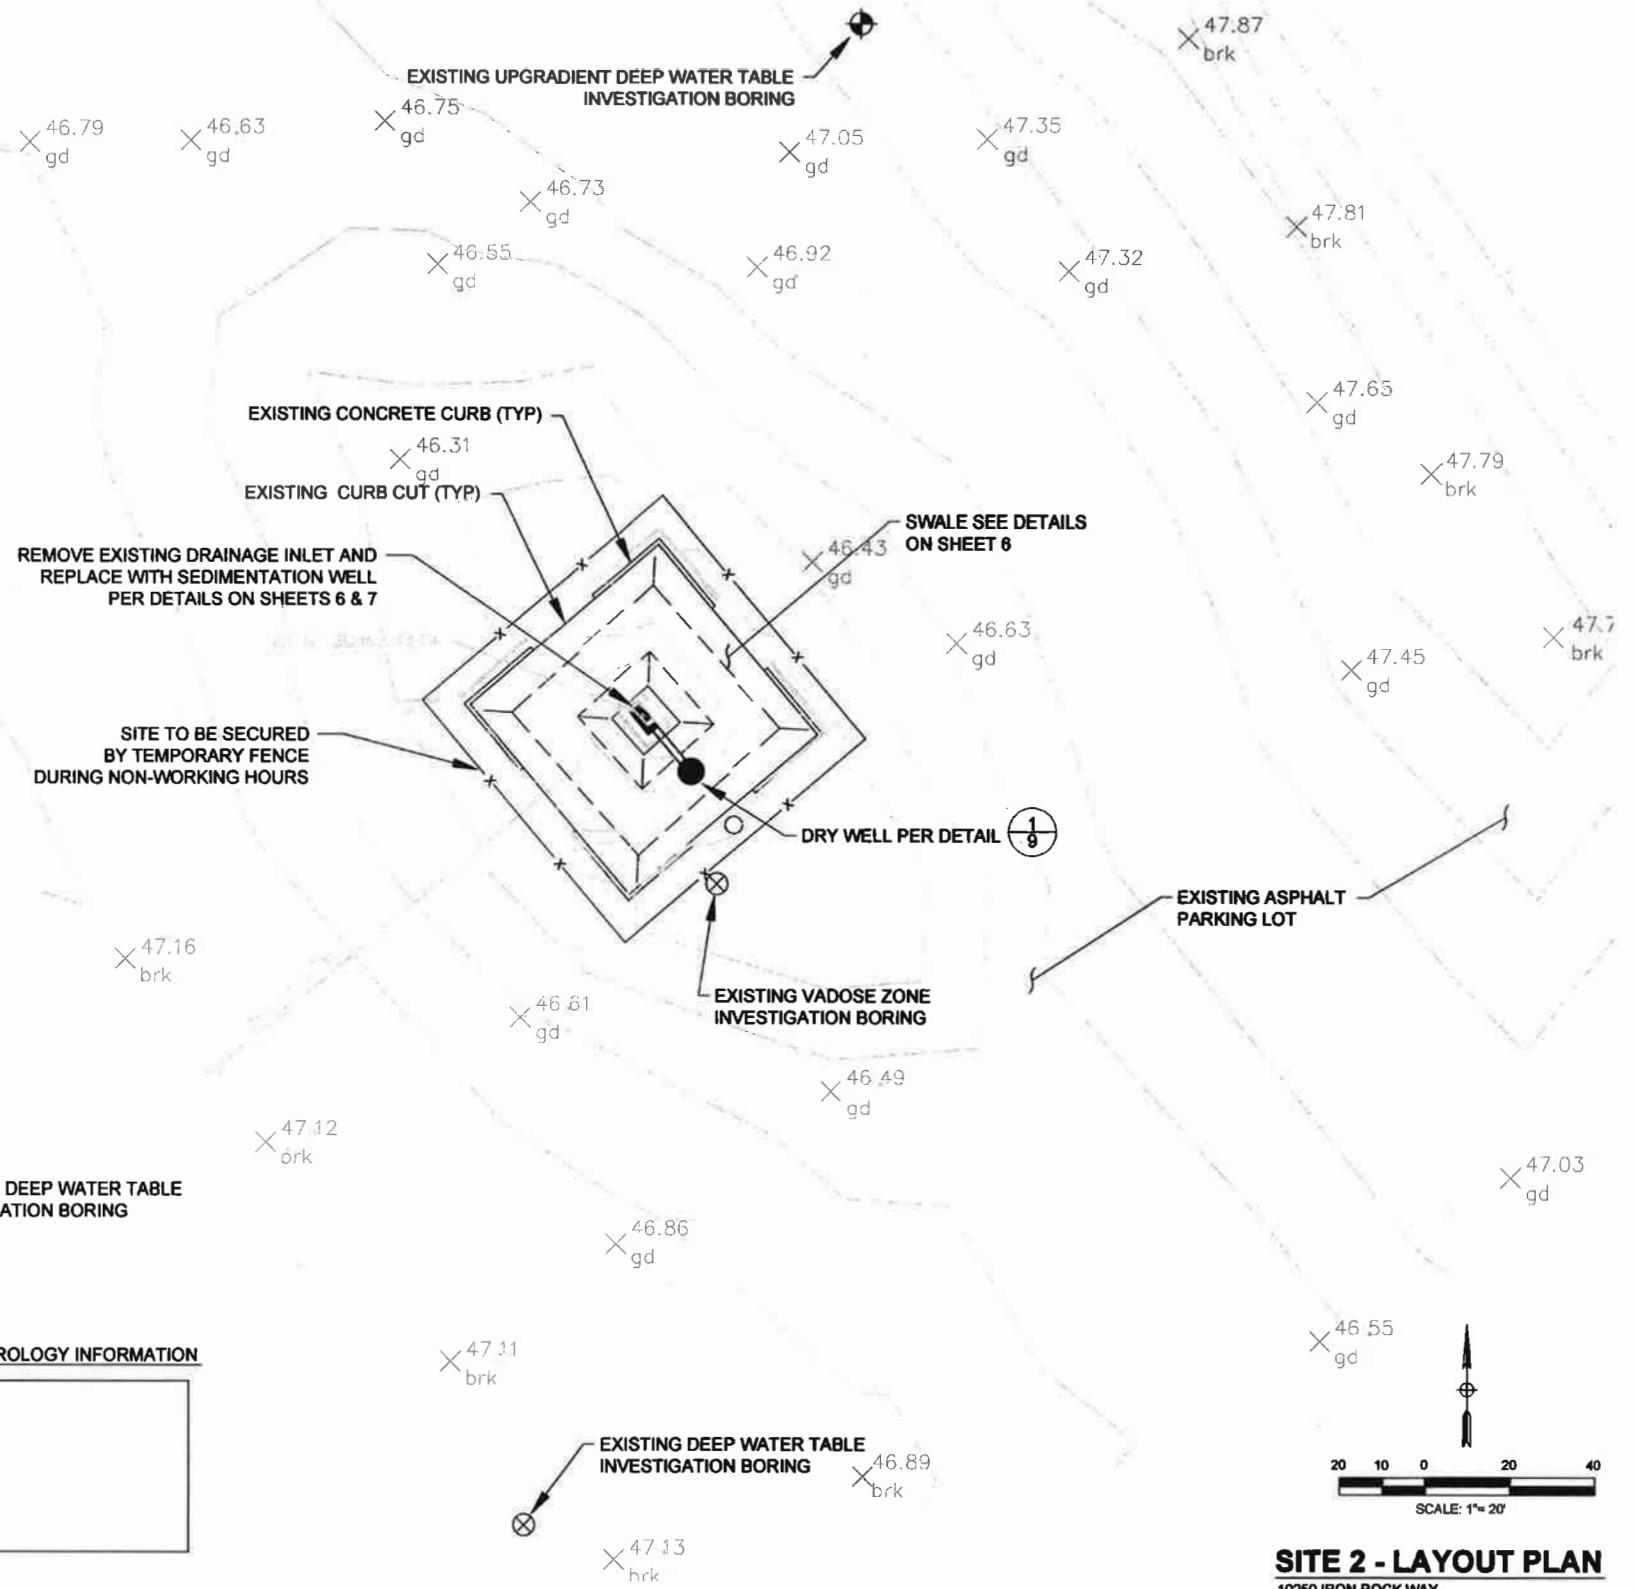 47.87
brk
EXISTING UPGRADIENT DEEP WATER TABLE
INVESTIGATION BORING
46.79
gd
46.63
gd
46.75
gd
47.05
gd
47.35
gd
46.73
gd
47.81
brk
46.55
gd
46.92
gd
47.32
gd
47.65
gd
EXISTING CONCRETE CURB (TYP)
46.31
gd
47.79
brk
EXISTING CURB CUT (TYP)
SWALE SEE DETAILS
ON SHEET 6
46.43
gd
REMOVE EXISTING DRAINAGE INLET AND
REPLACE WITH SEDIMENTATION WELL
PER DETAILS ON SHEETS 6 & 7
46.63
gd
47.7
brk
47.45
gd
SITE TO BE SECURED
BY TEMPORARY FENCE
DURING NON-WORKING HOURS
DRY WELL PER DETAIL
1
9
EXISTING ASPHALT
PARKING LOT
47.16
brk
EXISTING VADOSE ZONE
INVESTIGATION BORING
46.61
gd
46.49
gd
47.12
brk
DEEP WATER TABLE
ATION BORING
47.03
gd
46.86
gd
46.55
gd
ROLOGY INFORMATION
47.11
brk
EXISTING DEEP WATER TABLE
INVESTIGATION BORING
46.89
brk
47.13
brk
20 10 0 20 40
SCALE: 1"= 20'
SITE 2 - LAYOUT PLAN
10250 IRON ROCK WAY